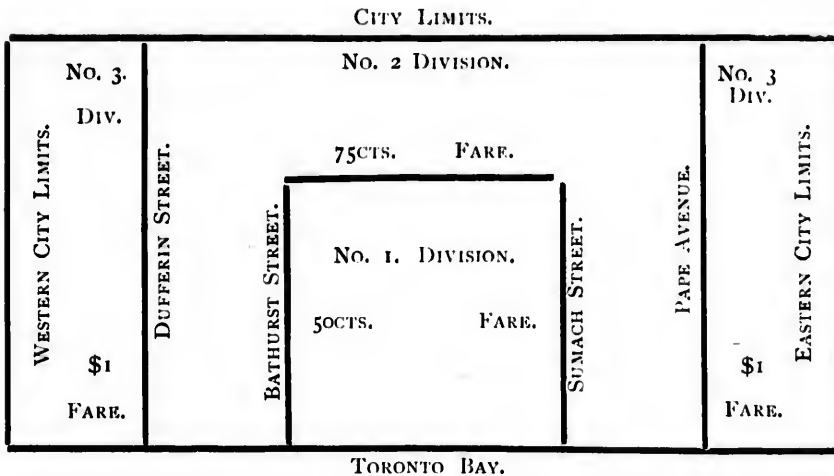 CITY LIMITS.
No. 2 DIVISION.
No. 3.
DIV.
No. 3
DIV.
WESTERN CITY LIMITS.
DUFFERIN STREET.
75CTS. FARE.
BATHURST STREET.
No. 1. DIVISION.
50CTS. FARE.
SUMACH STREET.
PAPE AVENUE.
EASTERN CITY LIMITS.
$1
FARE.
$1
FARE.
TORONTO BAY.